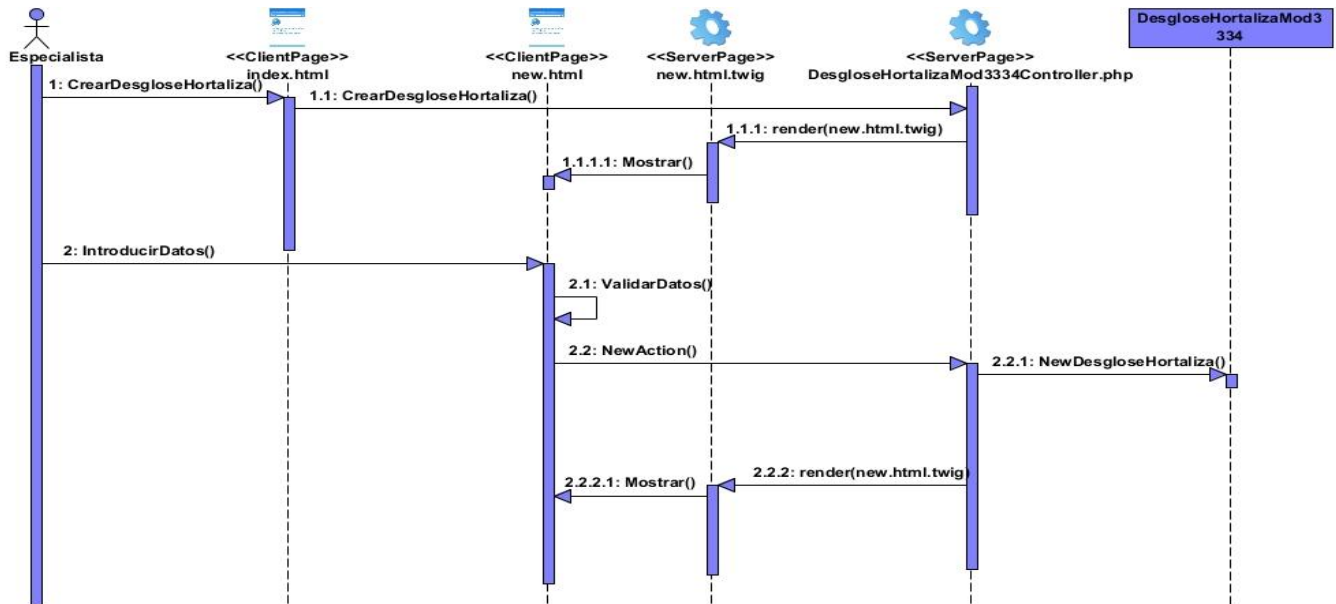 DesgloseHortalizaMod3
334
Especialista
<<ClientPage>>
index.html
<<ClientPage>>
new.html
<<ServerPage>>
new.html.twig
<<ServerPage>>
DesgloseHortalizaMod3334Controller.php
1: CrearDesgloseHortaliza()
1.1: CrearDesgloseHortaliza()
1.1.1: render(new.html.twig)
1.1.1.1: Mostrar()
2: IntroducirDatos()
2.1: ValidarDatos()
2.2: NewAction()
2.2.1: NewDesgloseHortaliza()
2.2.2: render(new.html.twig)
2.2.2.1: Mostrar()